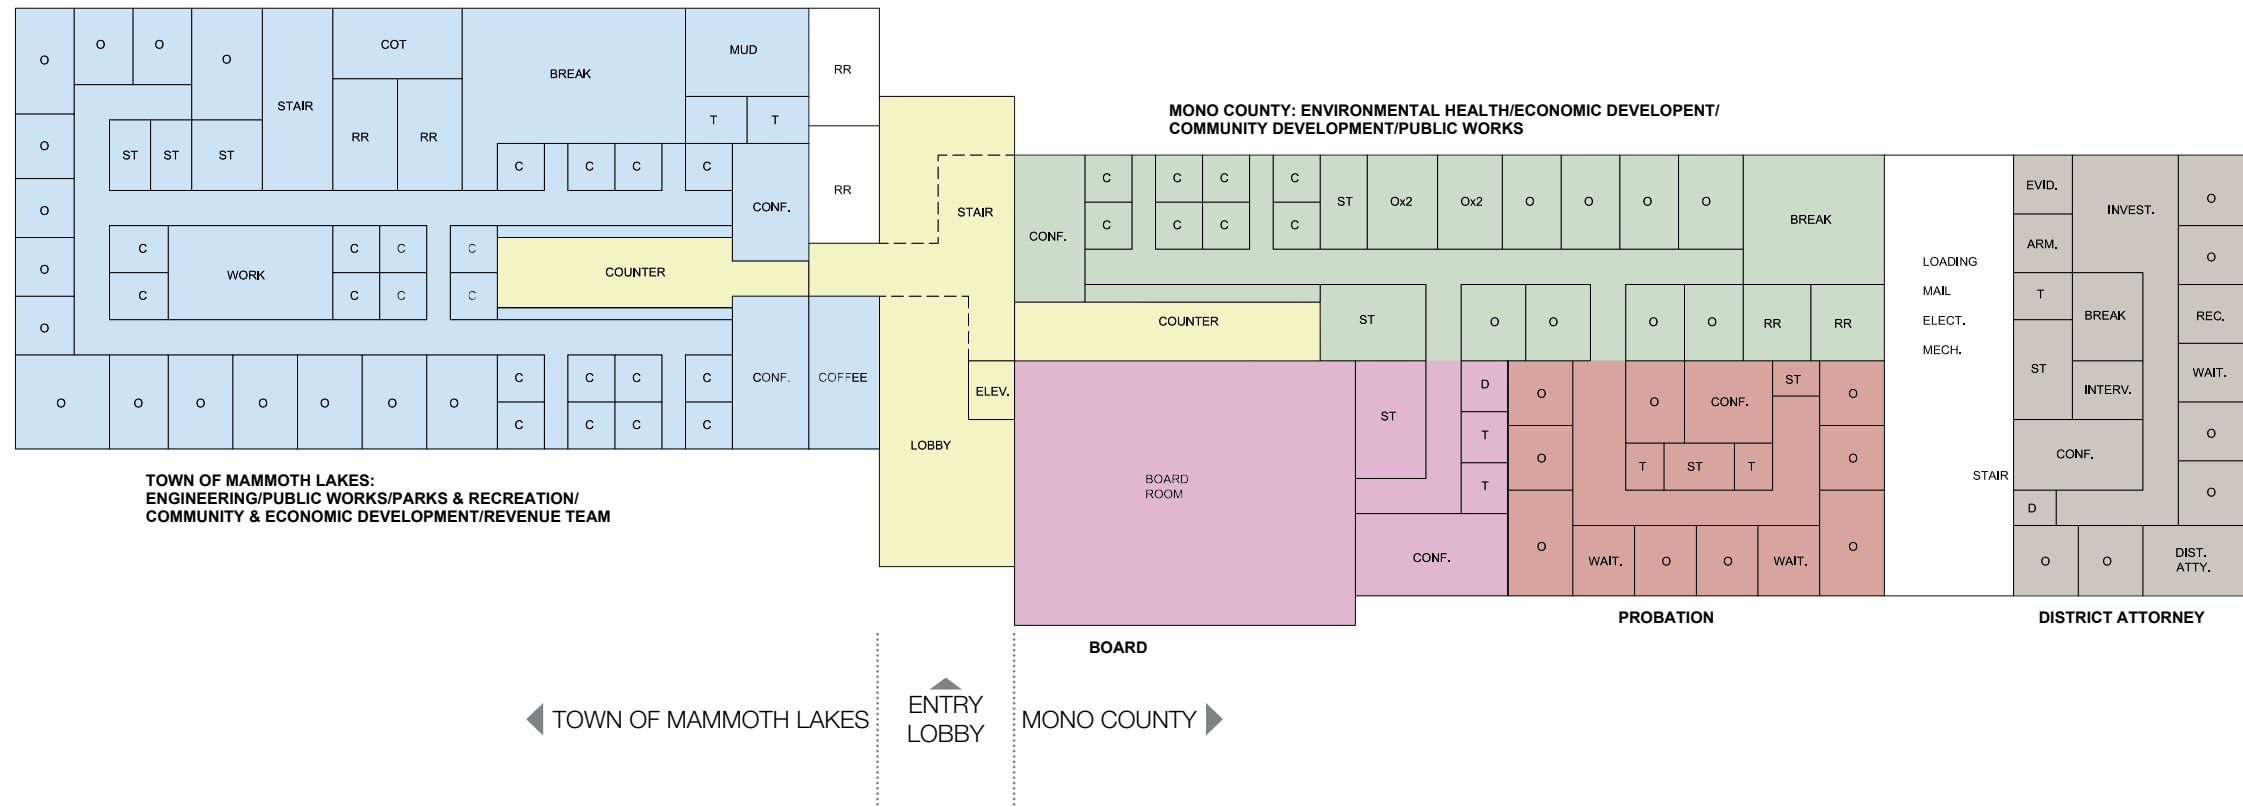 O
O
O
O
COT
BREAK
MUD
RR
STAIR
RR
RR
T
T
O
ST
ST
ST
C
C
C
C
RR
CONF.
O
C
WORK
C
C
C
COUNTER
O
C
C
C
C
O
O
O
O
O
O
O
O
C
C
C
C
CONF.
COFFEE
C
C
C
C
TOWN OF MAMMOTH LAKES:
ENGINEERING/PUBLIC WORKS/PARKS & RECREATION/
COMMUNITY & ECONOMIC DEVELOPMENT/REVENUE TEAM
STAIR
ELEV.
LOBBY
MONO COUNTY: ENVIRONMENTAL HEALTH/ECONOMIC DEVELOPENT/
COMMUNITY DEVELOPMENT/PUBLIC WORKS
CONF.
C
C
C
C
C
C
C
C
ST
Ox2
Ox2
O
O
O
O
BREAK
COUNTER
ST
O
O
O
O
RR
RR
BOARD
ROOM
ST
D
T
T
CONF.
BOARD
O
O
CONF.
ST
O
O
T
ST
T
O
O
WAIT.
O
O
WAIT.
O
PROBATION
LOADING
MAIL
ELECT.
MECH.
STAIR
EVID.
INVEST.
O
ARM.
O
T
BREAK
REC.
ST
INTERV.
WAIT.
CONF.
O
D
O
O
O
DIST.
ATTY.
DISTRICT ATTORNEY
TOWN OF MAMMOTH LAKES
ENTRY
LOBBY
MONO COUNTY